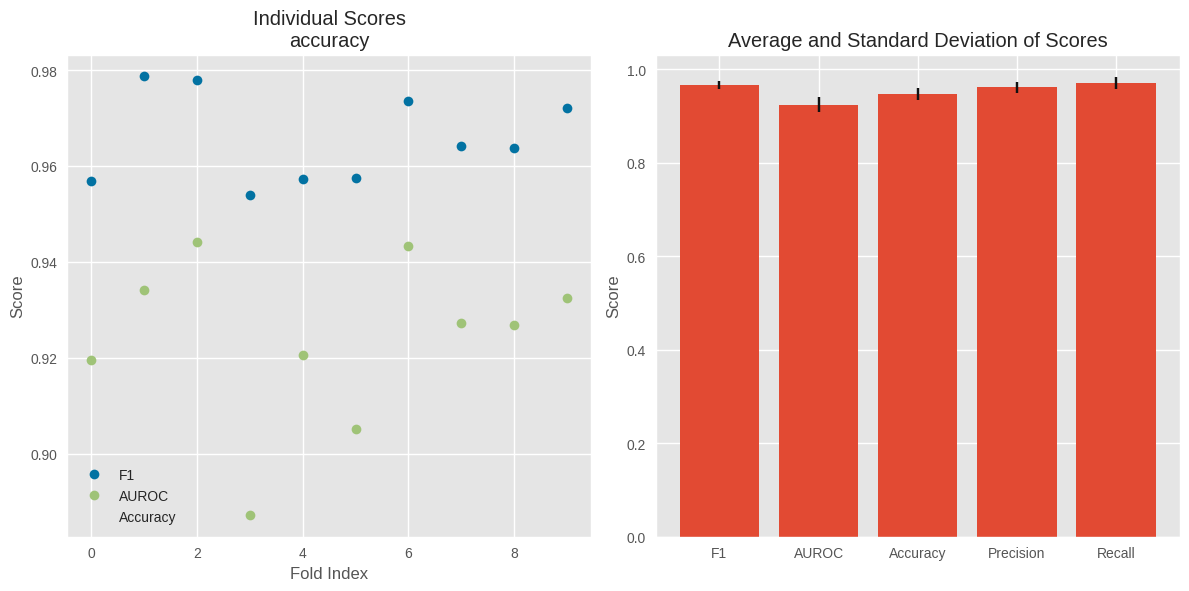 Individual Scores
accuracy
Score
0.98
0.96
0.94
0.92
0.90
F1
AUROC
Accuracy
0
2
4
6
8
Fold Index
Average and Standard Deviation of Scores
Score
1.0
0.8
0.6
0.4
0.2
0.0
F1
AUROC
Accuracy
Precision
Recall